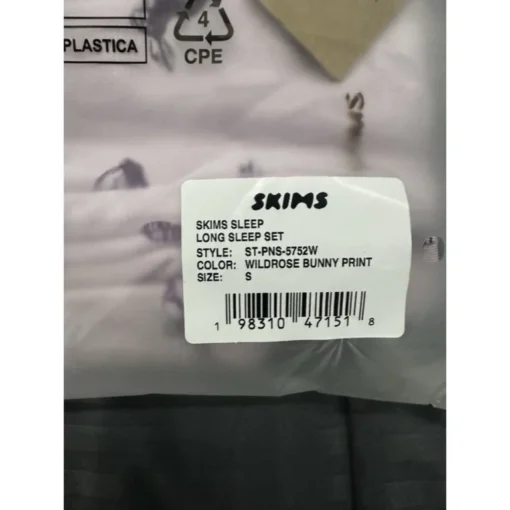 4
PLASTICA
CPE
SKIMS
SKIMS SLEEP
LONG SLEEP SET
STYLE: ST-PNS-5752W
COLOR: WILDROSE BUNNY PRINT
SIZE: S
1 98310 47151 8